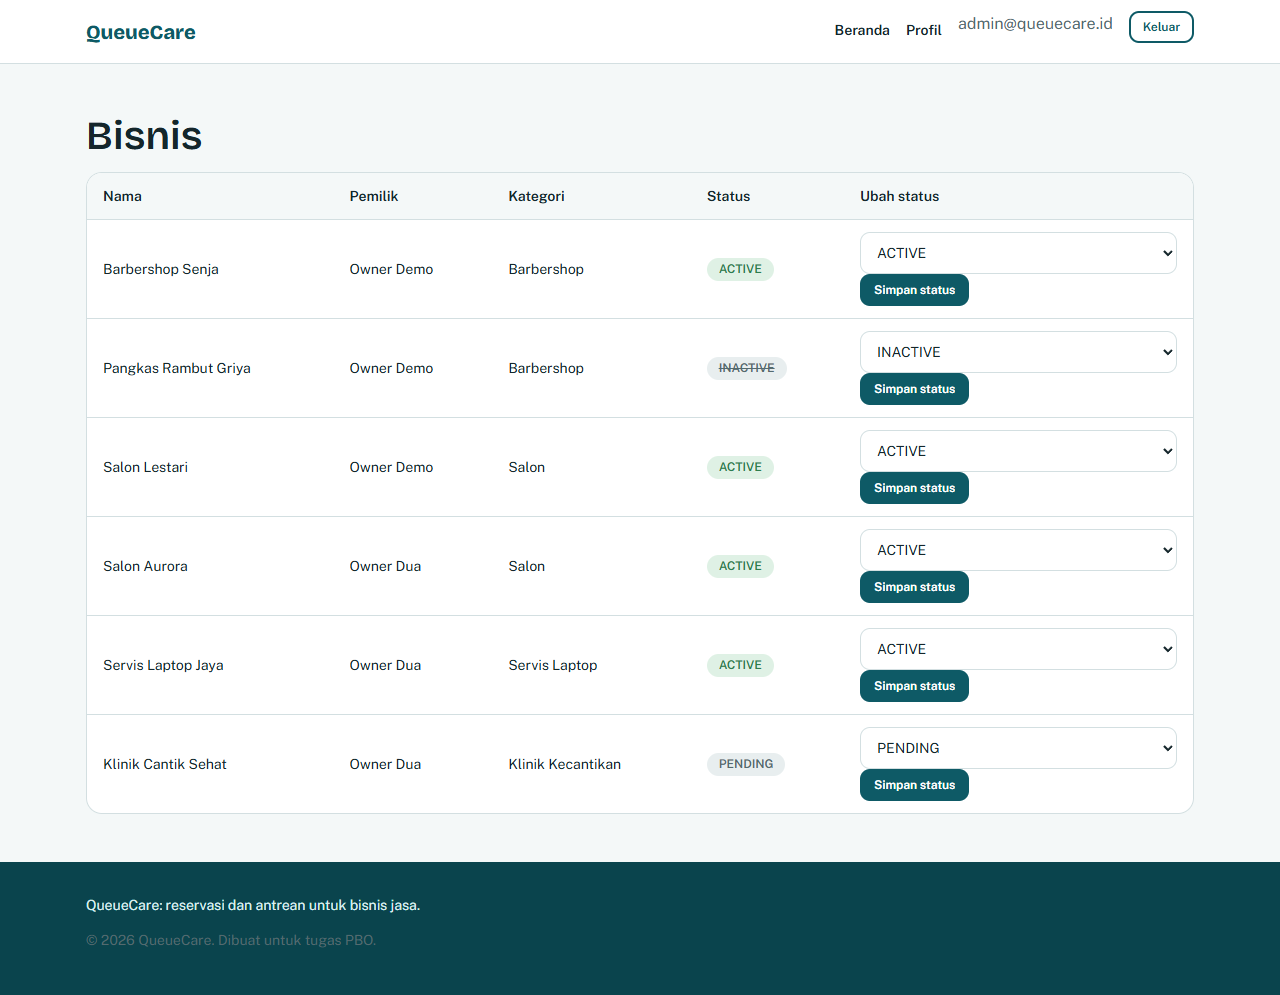 QueueCare
Beranda Profil admin@queuecare.id Keluar
Bisnis
Nama Pemilik Kategori Status Ubah status
Barbershop Senja Owner Demo Barbershop ACTIVE ACTIVE
Simpan status
Pangkas Rambut Griya Owner Demo Barbershop INACTIVE INACTIVE
Simpan status
Salon Lestari Owner Demo Salon ACTIVE ACTIVE
Simpan status
Salon Aurora Owner Dua Salon ACTIVE ACTIVE
Simpan status
Servis Laptop Jaya Owner Dua Servis Laptop ACTIVE ACTIVE
Simpan status
Klinik Cantik Sehat Owner Dua Klinik Kecantikan PENDING PENDING
Simpan status
QueueCare: reservasi dan antrean untuk bisnis jasa.
© 2026 QueueCare. Dibuat untuk tugas PBO.